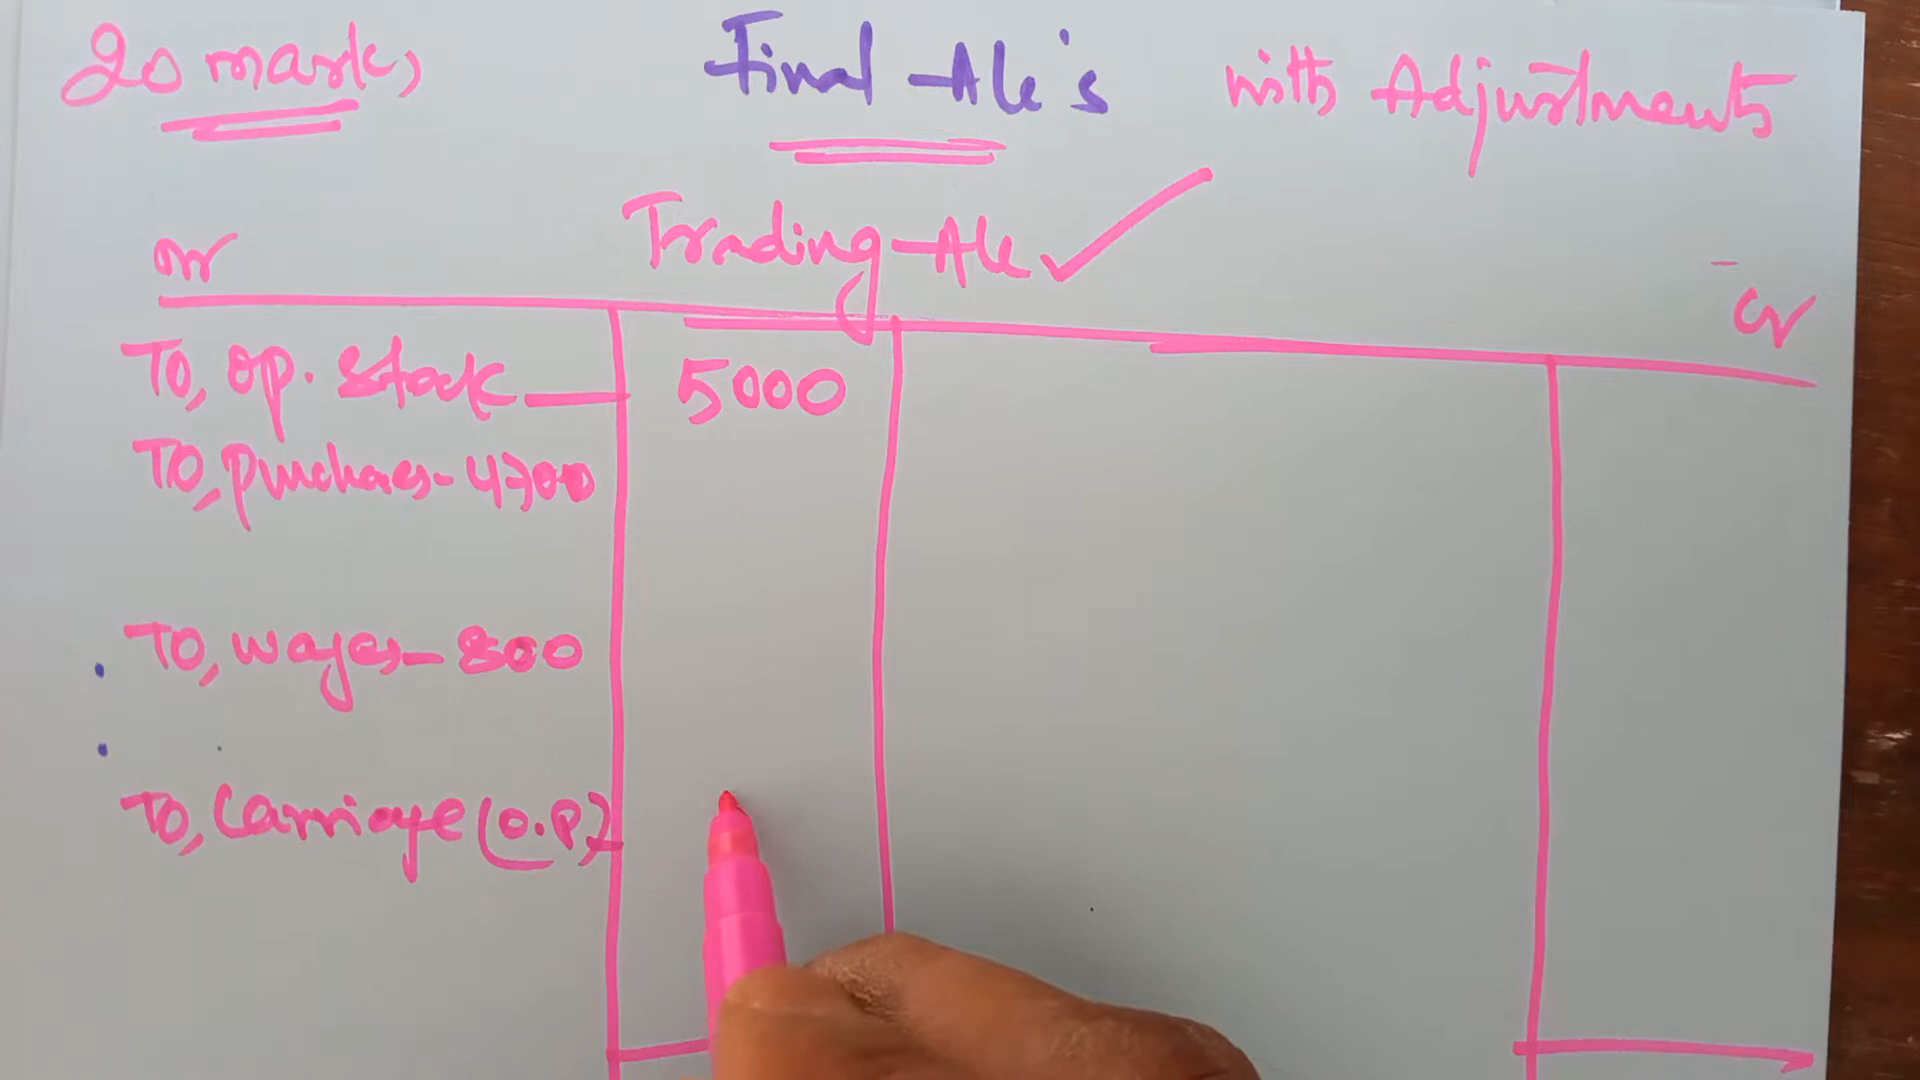 20 marks Final A/c's with Adjustments
Trading A/c
Dr Cr
To, op. Stock 5000
To, purchases - 4700
To, wages - 800
To, Carriage (O.P)